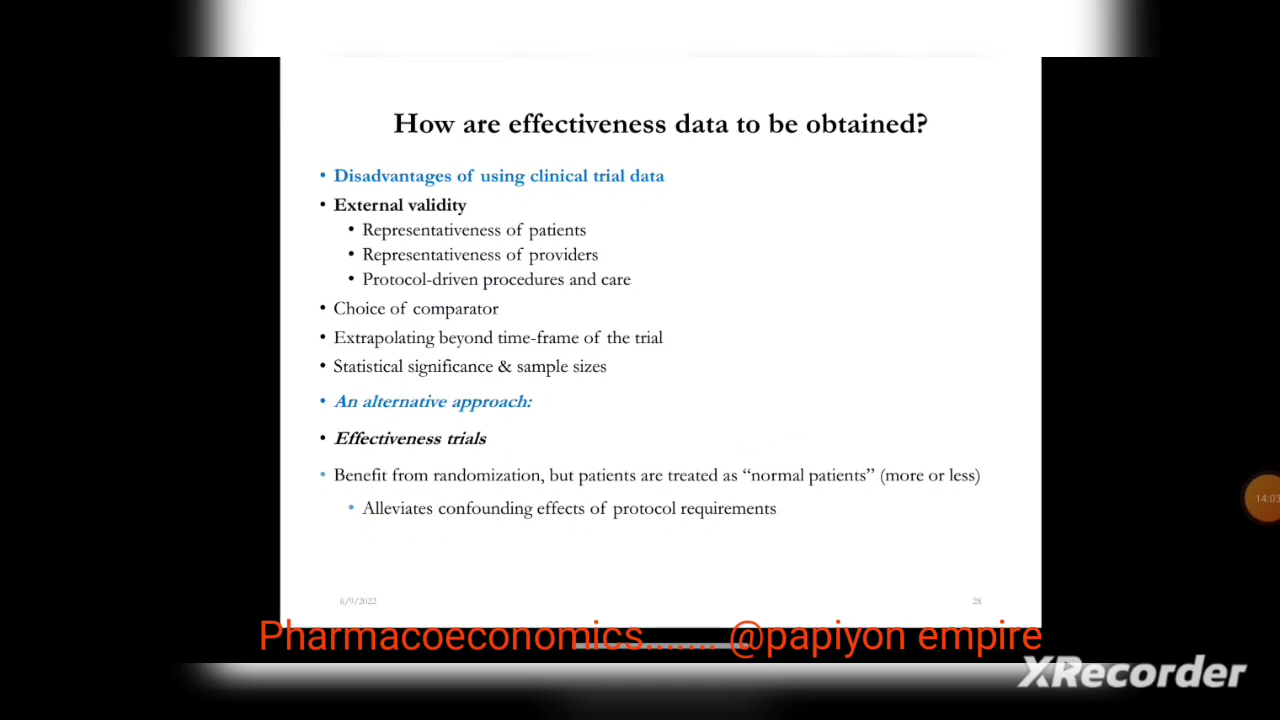 How are effectiveness data to be obtained?
• Disadvantages of using clinical trial data
• External validity
• Representativeness of patients
• Representativeness of providers
• Protocol-driven procedures and care
• Choice of comparator
• Extrapolating beyond time-frame of the trial
• Statistical significance & sample sizes
• An alternative approach:
• Effectiveness trials
• Benefit from randomization, but patients are treated as “normal patients” (more or less)
• Alleviates confounding effects of protocol requirements
14:03
6/9/2022
28
Pharmacoeconomics....... @papiyon empire
XRecorder